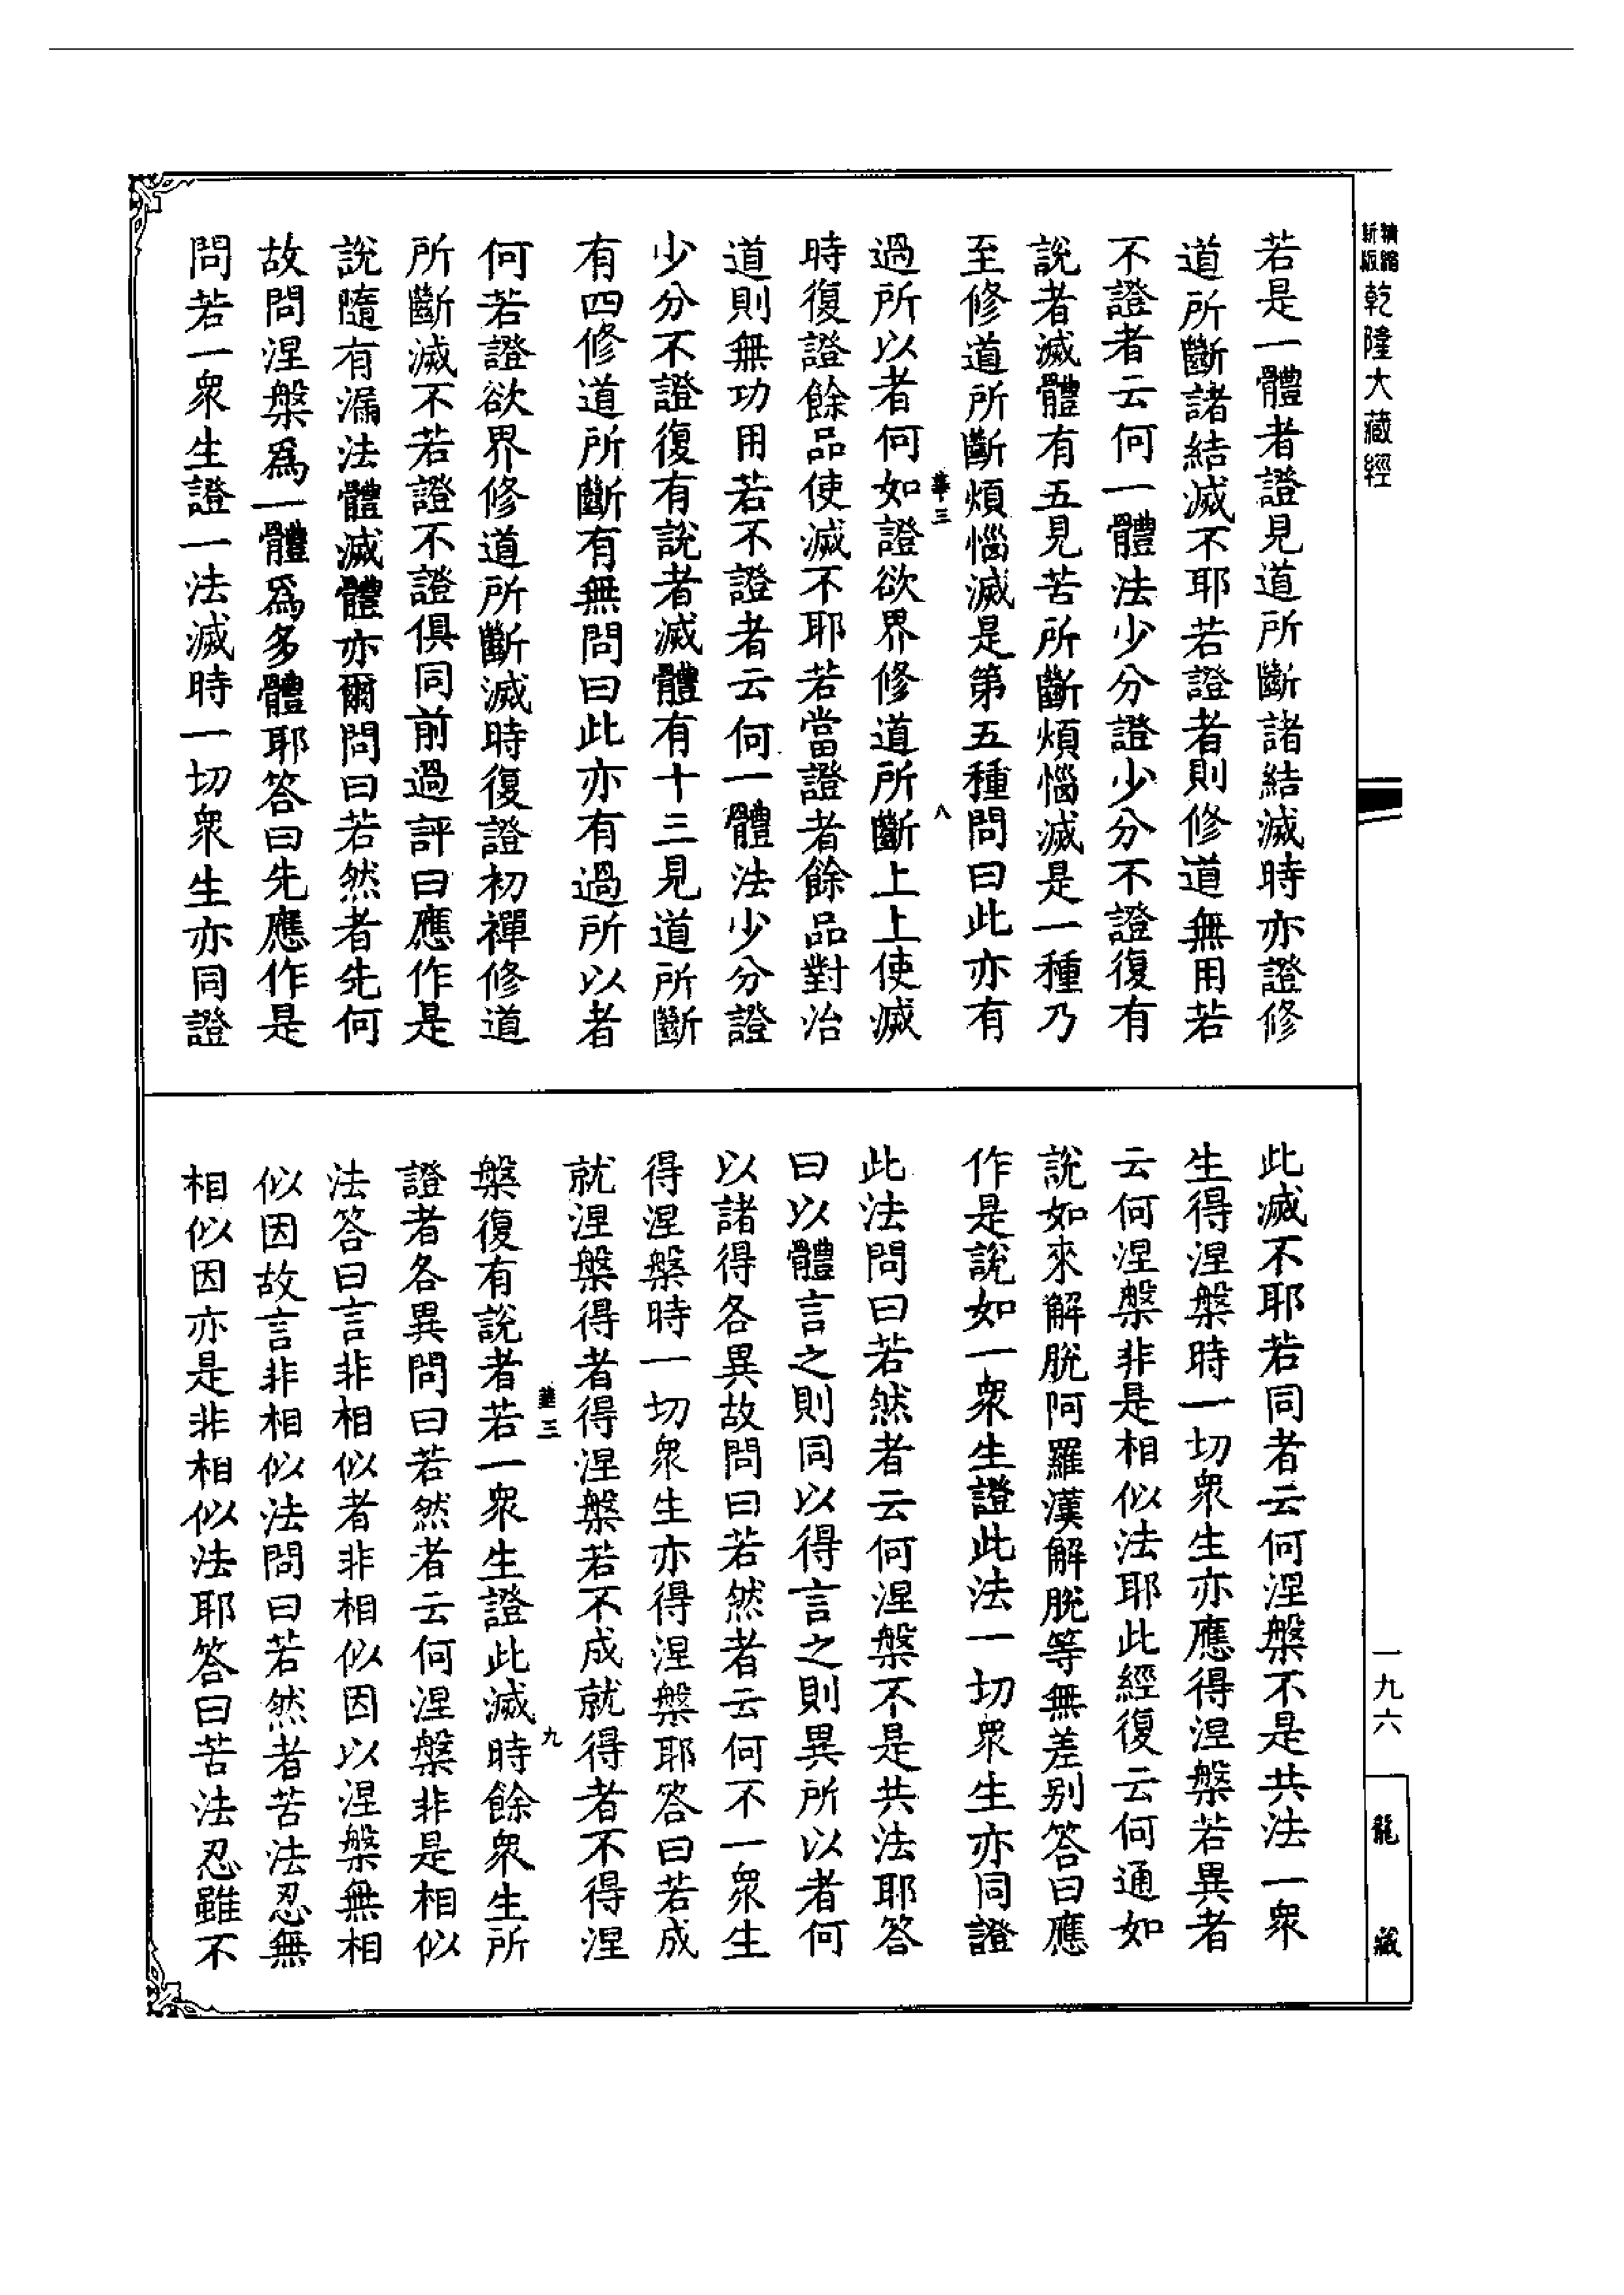 新版
精縮
乾隆大藏經
一九六
龍藏
若是一體者證見道所斷諸結滅時亦證修
道所斷諸結滅不耶若證者則修道無用若
不證者云何一體法少分證少分不證復有
說者滅體有五見苦所斷煩惱滅是一種乃
至修道所斷煩惱滅是第五種問曰此亦有
華三
八
過所以者何如證欲界修道所斷上上使滅
時復證餘品使滅不耶若當證者餘品對治
道則無功用若不證者云何一體法少分證
少分不證復有說者滅體有十三見道所斷
有四修道所斷有無問曰此亦有過所以者
何若證欲界修道所斷滅時復證初禪修道
所斷滅不若證不證俱同前過評曰應作是
說隨有漏法體滅體亦爾問曰若然者先何
故問涅槃為一體為多體耶答曰先應作是
問若一眾生證一法滅時一切眾生亦同證
此滅不耶若同者云何涅槃不是共法一眾
生得涅槃時一切眾生亦應得涅槃若異者
云何涅槃非是相似法耶此經復云何通如
說如來解脫阿羅漢解脫等無差別答曰應
作是說如一眾生證此法一切眾生亦同證
此法問曰若然者云何涅槃不是共法耶答
曰以體言之則同以得言之則異所以者何
以諸得各異故問曰若然者云何不一眾生
得涅槃時一切眾生亦得涅槃耶答曰若成
就涅槃得者得涅槃若不成就得者不得涅
華三
九
槃復有說者若一眾生證此滅時餘眾生所
證者各異問曰若然者云何涅槃非是相似
法答曰言非相似者非相似因以涅槃無相
似因故言非相似法問曰若然者苦法忍無
相似因亦是非相似法耶答曰苦法忍雖不